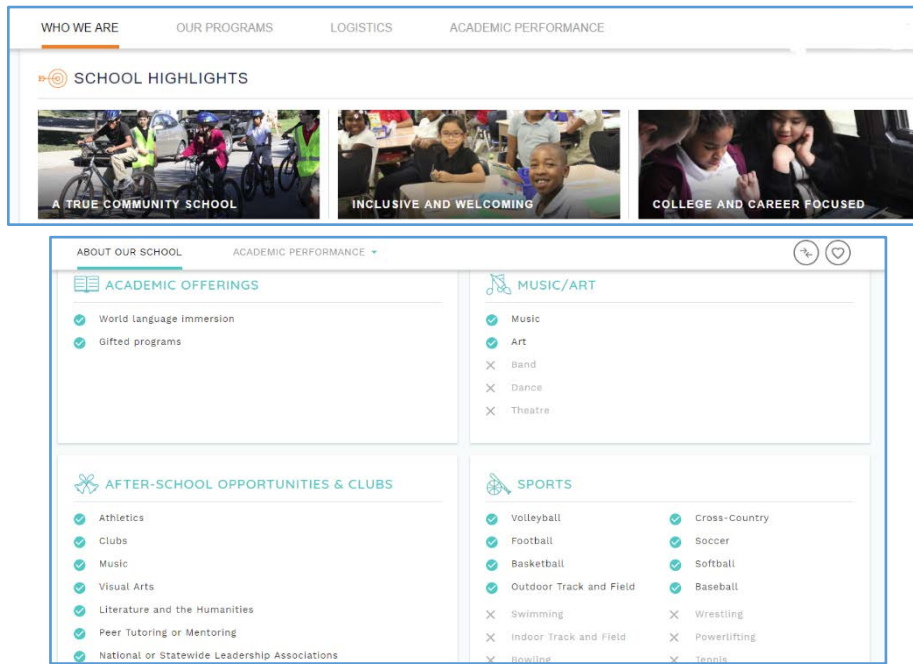 WHO WE ARE OUR PROGRAMS LOGISTICS ACADEMIC PERFORMANCE
SCHOOL HIGHLIGHTS
A TRUE COMMUNITY SCHOOL INCLUSIVE AND WELCOMING COLLEGE AND CAREER FOCUSED
ABOUT OUR SCHOOL ACADEMIC PERFORMANCE
ACADEMIC OFFERINGS
World language immersion
Gifted programs
MUSIC/ART
Music
Art
Band
Dance
Theatre
AFTER-SCHOOL OPPORTUNITIES & CLUBS
Athletics
Clubs
Music
Visual Arts
Literature and the Humanities
Peer Tutoring or Mentoring
National or Statewide Leadership Associations
SPORTS
Volleyball Cross-Country
Football Soccer
Basketball Softball
Outdoor Track and Field Baseball
Swimming Wrestling
Indoor Track and Field Powerlifting
Bowling Tennis